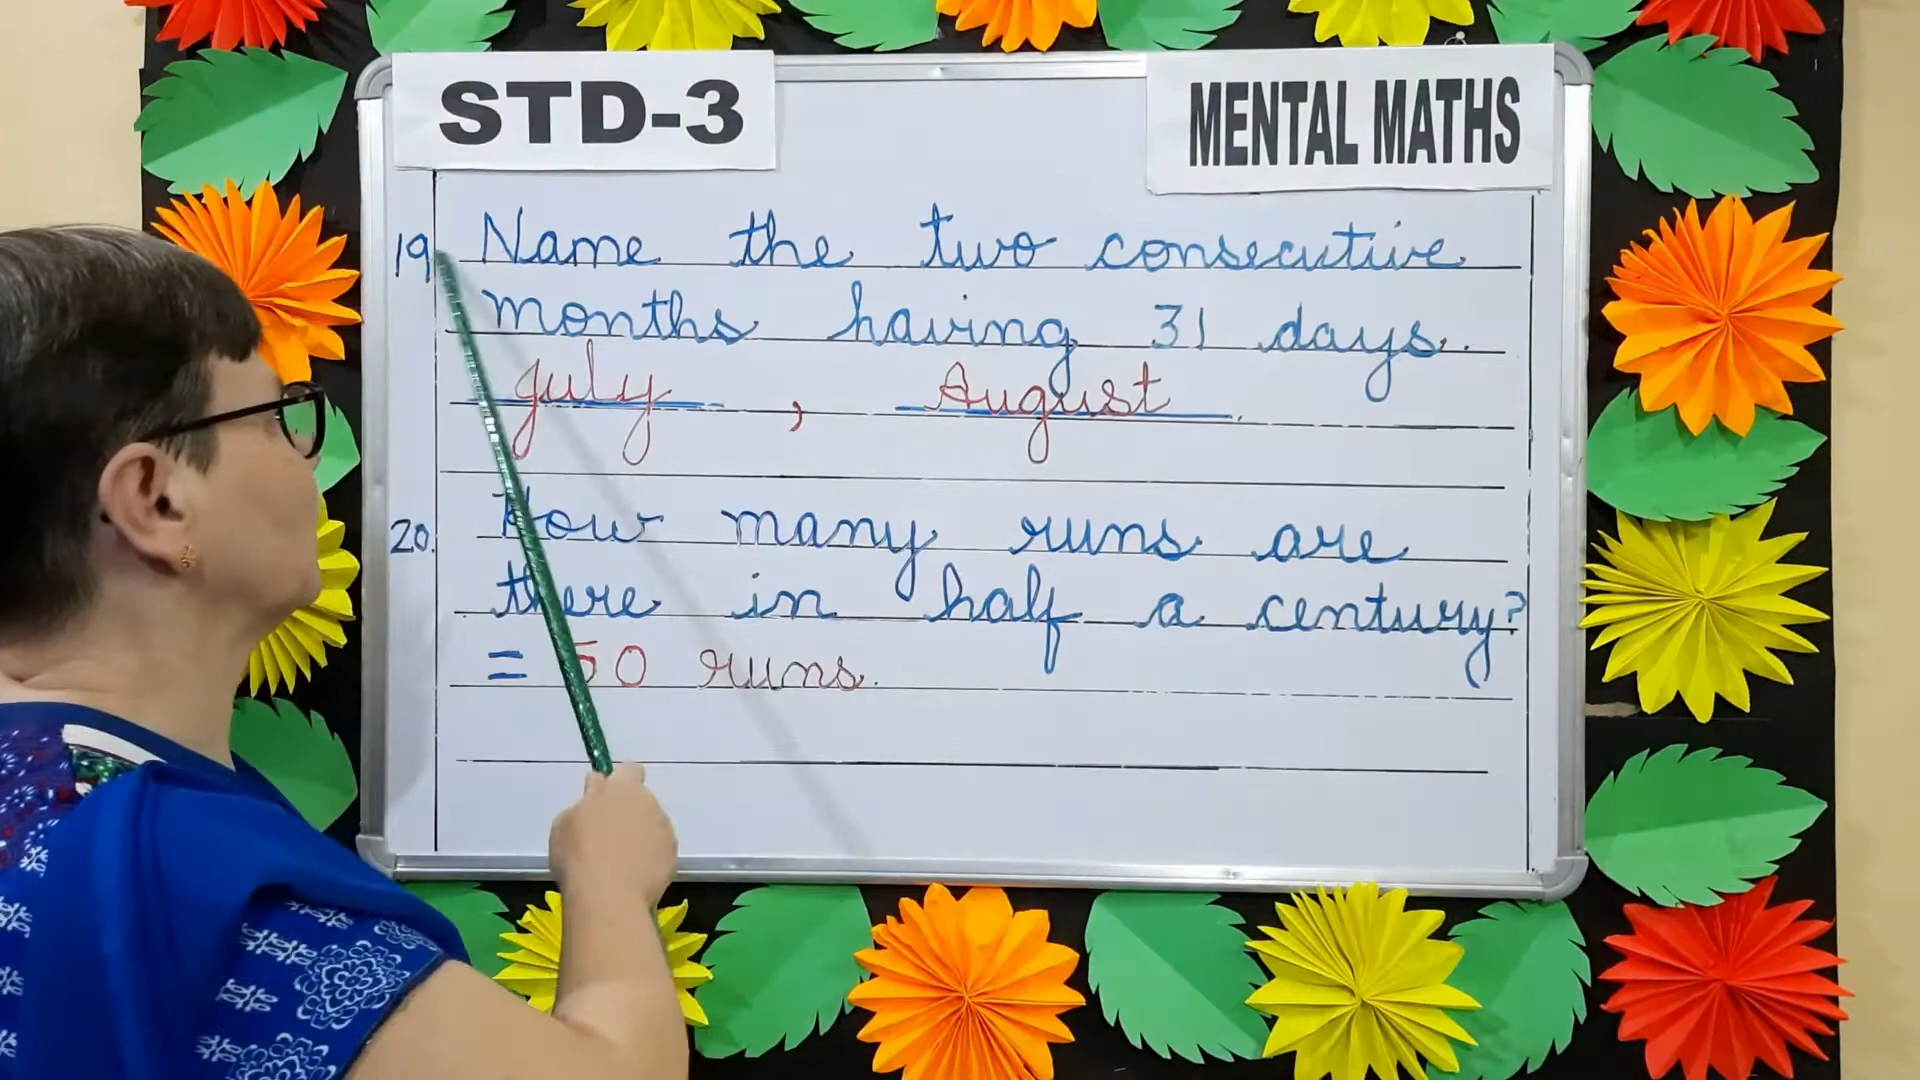 STD-3
MENTAL MATHS
19 Name the two consecutive
months having 31 days.
July , August.
20. How many runs are
there in half a century?
= 50 runs.